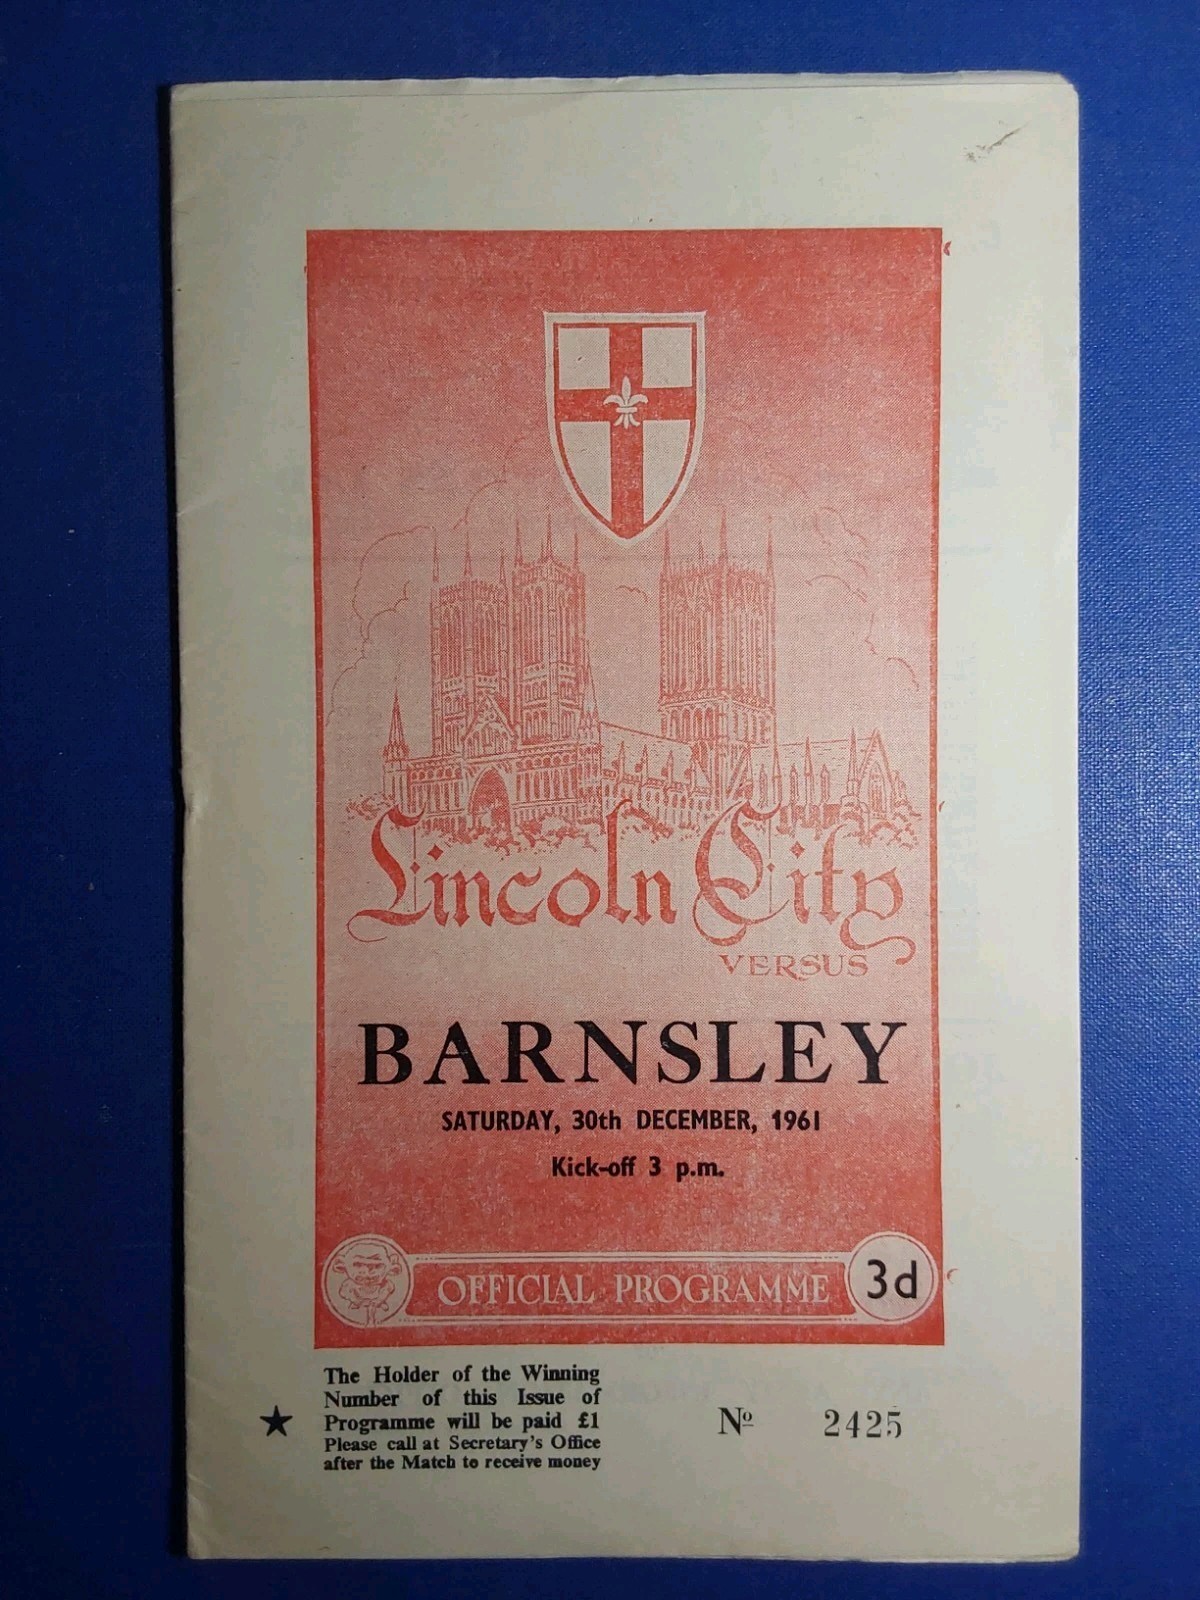 Lincoln City
VERSUS
BARNSLEY
SATURDAY, 30th DECEMBER, 1961
Kick-off 3 p.m.
OFFICIAL PROGRAMME
3d
The Holder of the Winning
Number of this Issue of
★ Programme will be paid £1
Please call at Secretary's Office
after the Match to receive money
Nº 2425